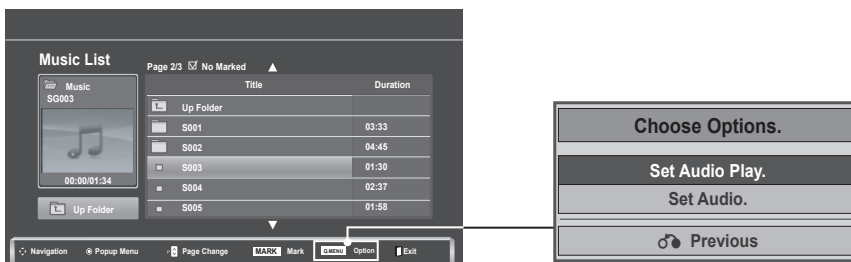 Music List
Page 2/3 ☑ No Marked
Music
SG003
00:00/01:34
Up Folder
Title Duration
Up Folder
S001 03:33
S002 04:45
S003 01:30
S004 02:37
S005 01:58
Navigation Popup Menu P Page Change MARK Mark Q.MENU Option Exit
Choose Options.
Set Audio Play.
Set Audio.
Previous